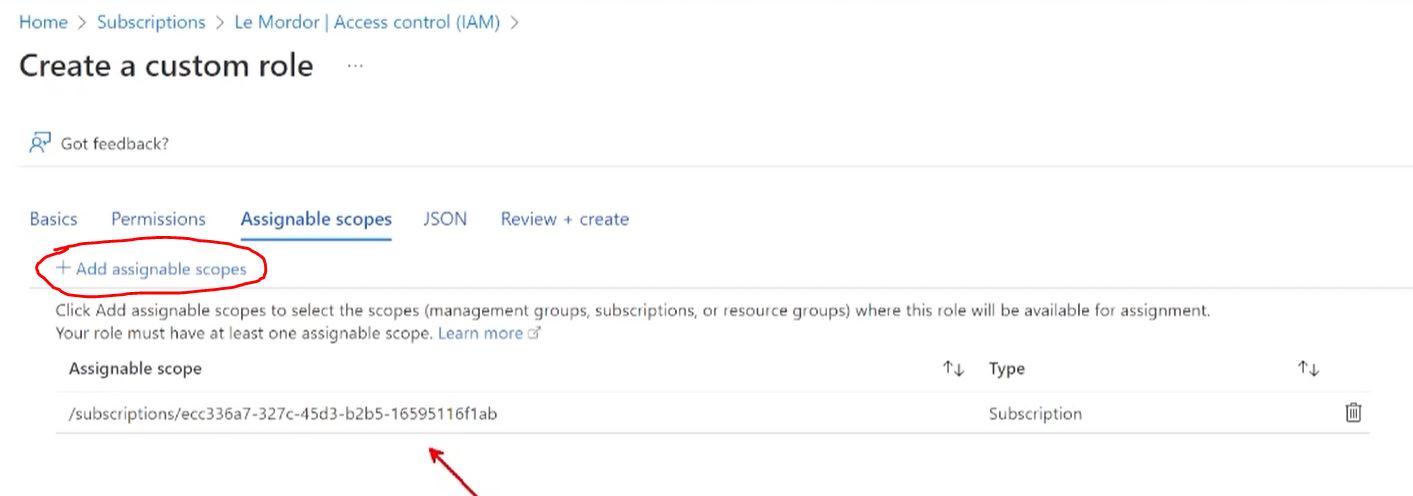 Home > Subscriptions > Le Mordor | Access control (IAM) >
Create a custom role ...
Got feedback?
Basics Permissions Assignable scopes JSON Review + create
+ Add assignable scopes
Click Add assignable scopes to select the scopes (management groups, subscriptions, or resource groups) where this role will be available for assignment.
Your role must have at least one assignable scope. Learn more
Assignable scope ↑↓ Type ↑↓
/subscriptions/ecc336a7-327c-45d3-b2b5-16595116f1ab Subscription